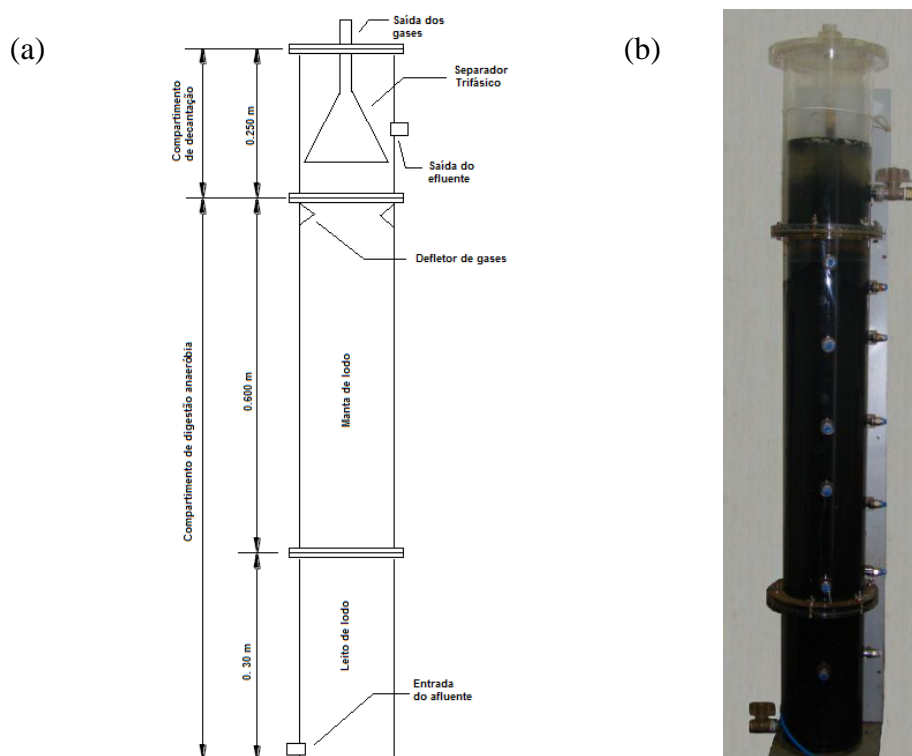 (a)
Saída dos
gases
Separador
Trifásico
Compartimento
de decantação
0.250 m
Saída do
efluente
Defletor de gases
Compartimento de digestão anaeróbia
0.600 m
Manta de lodo
0. 30 m
Leito de lodo
Entrada
do afluente
(b)